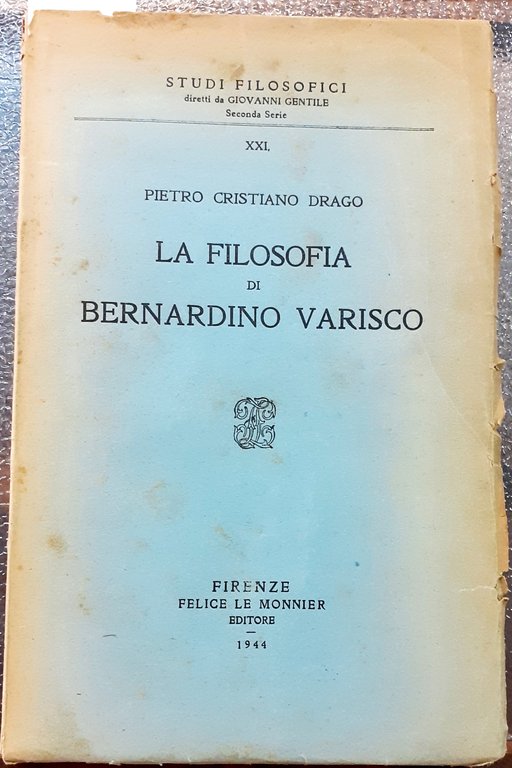 STUDI FILOSOFICI
diretti da GIOVANNI GENTILE
Seconda Serie
XXI.
PIETRO CRISTIANO DRAGO
LA FILOSOFIA
DI
BERNARDINO VARISCO
FIRENZE
FELICE LE MONNIER
EDITORE
1944